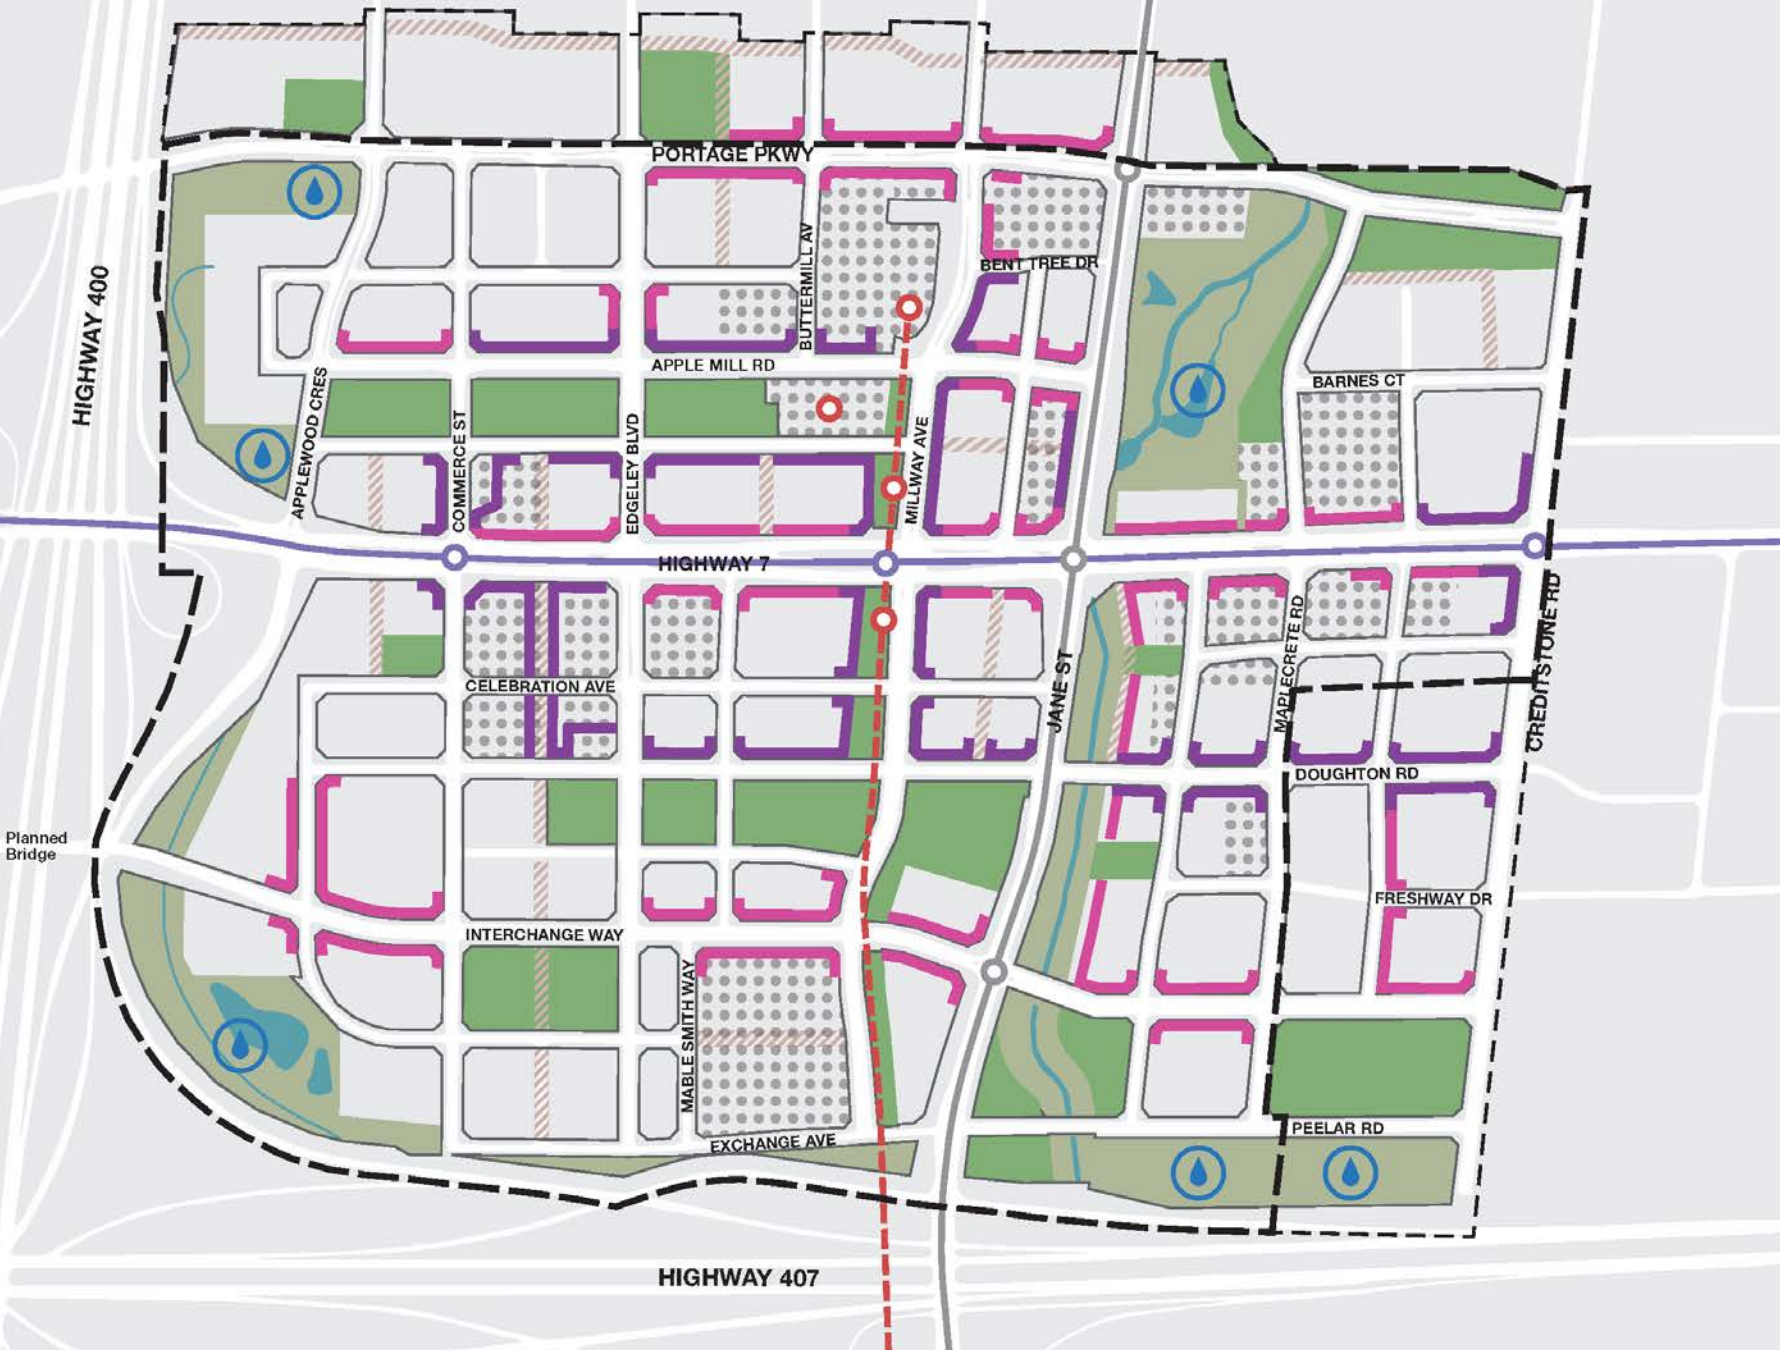 PORTAGE PKWY
BUTTERMILL AV
BENT TREE DR
HIGHWAY 400
APPLE MILL RD
BARNES CT
APPLEWOOD CRES
COMMERCE ST
EDGELEY BLVD
MILLWAY AVE
HIGHWAY 7
CELEBRATION AVE
JANE ST
MAPLECRETE RD
CREDITSTONE RD
DOUGHTON RD
Planned
Bridge
FRESHWAY DR
INTERCHANGE WAY
MABLE SMITH WAY
EXCHANGE AVE
PEELAR RD
HIGHWAY 407